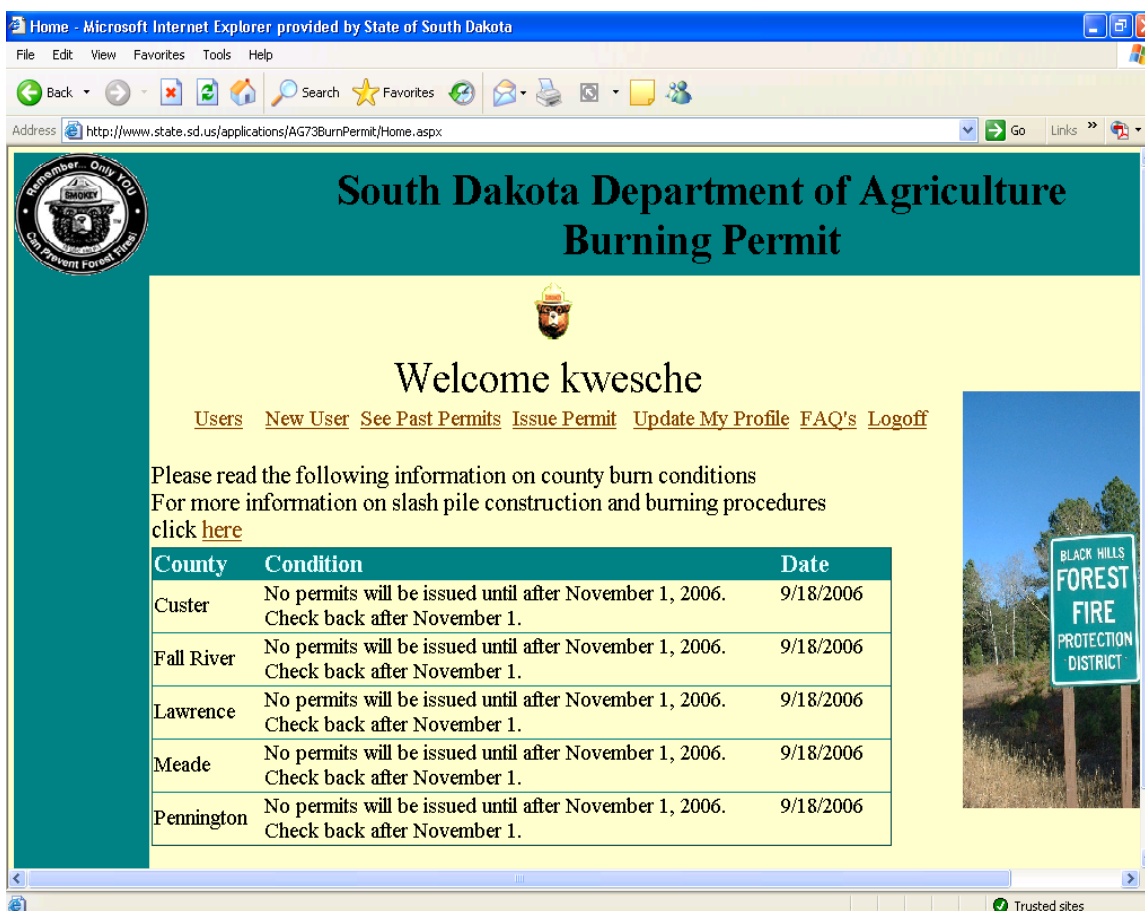 Home - Microsoft Internet Explorer provided by State of South Dakota
File Edit View Favorites Tools Help
Back Search Favorites
Address http://www.state.sd.us/applications/AG73BurnPermit/Home.aspx Go Links »
Remember... Only YOU
SMOKEY
Can Prevent Forest Fires!
South Dakota Department of Agriculture
Burning Permit
SMOKEY
Welcome kwesche
Users New User See Past Permits Issue Permit Update My Profile FAQ's Logoff
Please read the following information on county burn conditions
For more information on slash pile construction and burning procedures
click here
County Condition Date
Custer No permits will be issued until after November 1, 2006. 9/18/2006
Check back after November 1.
Fall River No permits will be issued until after November 1, 2006. 9/18/2006
Check back after November 1.
Lawrence No permits will be issued until after November 1, 2006. 9/18/2006
Check back after November 1.
Meade No permits will be issued until after November 1, 2006. 9/18/2006
Check back after November 1.
Pennington No permits will be issued until after November 1, 2006. 9/18/2006
Check back after November 1.
BLACK HILLS
FOREST
FIRE
PROTECTION
DISTRICT
Trusted sites